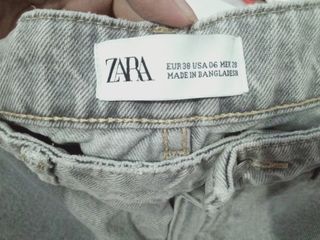 ZARA
EUR 38 USA 06 MEX 28
MADE IN BANGLADESH